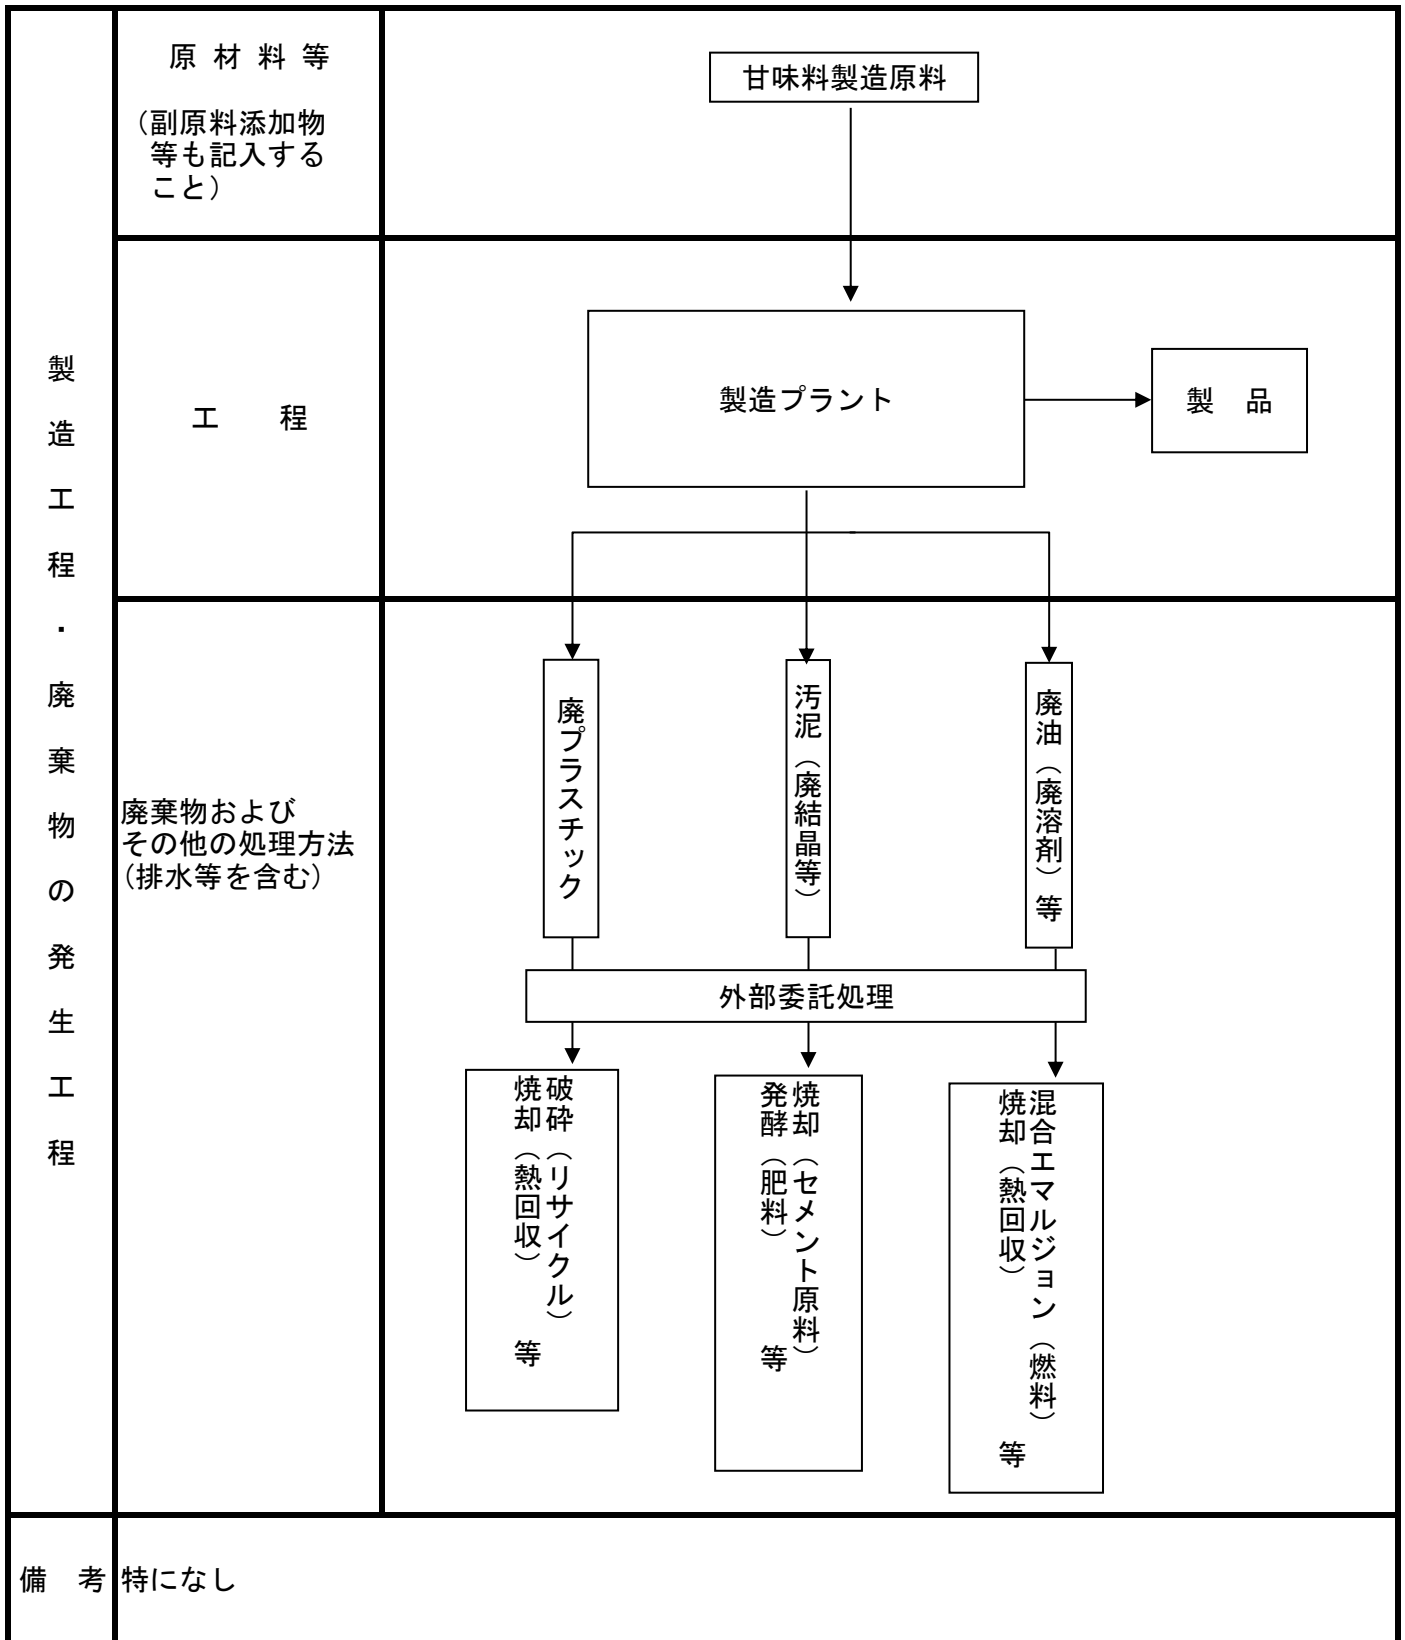 製造工程・廃棄物の発生工程
原材料等
（副原料添加物
等も記入する
こと）
甘味料製造原料
工　　程
製造プラント
製　品
廃棄物および
その他の処理方法
（排水等を含む）
廃プラスチック
汚泥（廃結晶等）
廃油（廃溶剤）等
外部委託処理
破砕（リサイクル）
焼却（熱回収）　　等
焼却（セメント原料）
発酵（肥料）　　　等
混合エマルジョン（燃料）
焼却（熱回収）　　　　　等
備　考
特になし